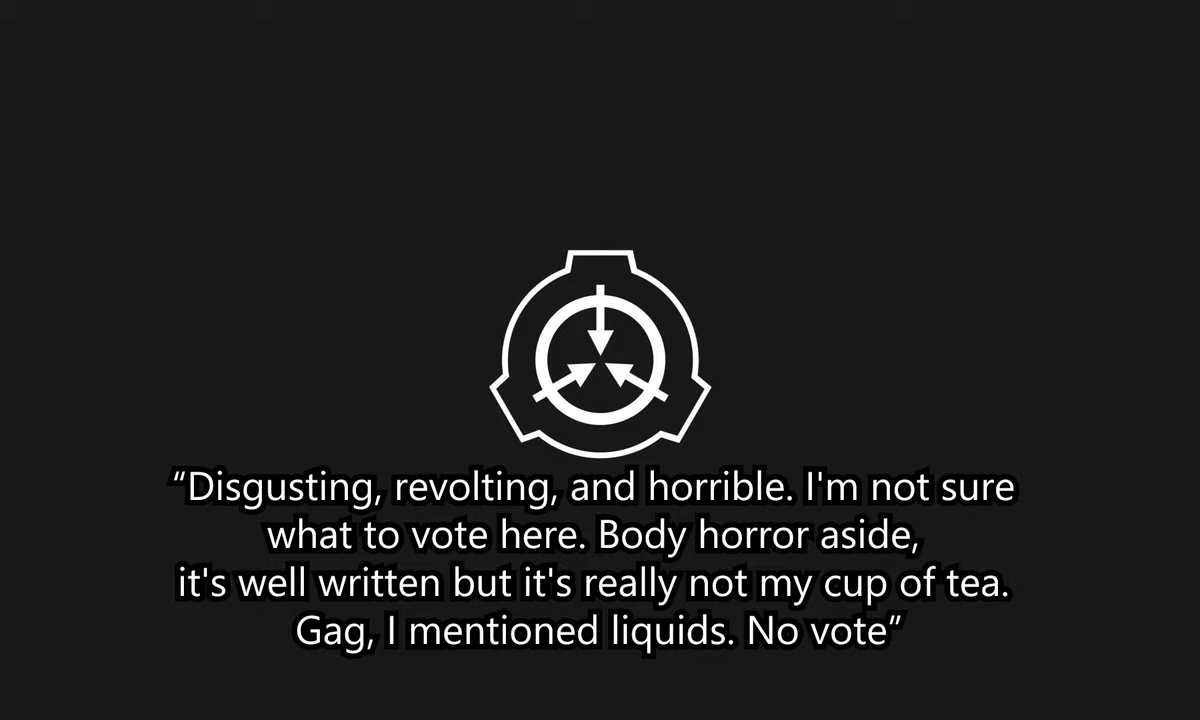 “Disgusting, revolting, and horrible. I'm not sure
what to vote here. Body horror aside,
it's well written but it's really not my cup of tea.
Gag, I mentioned liquids. No vote”